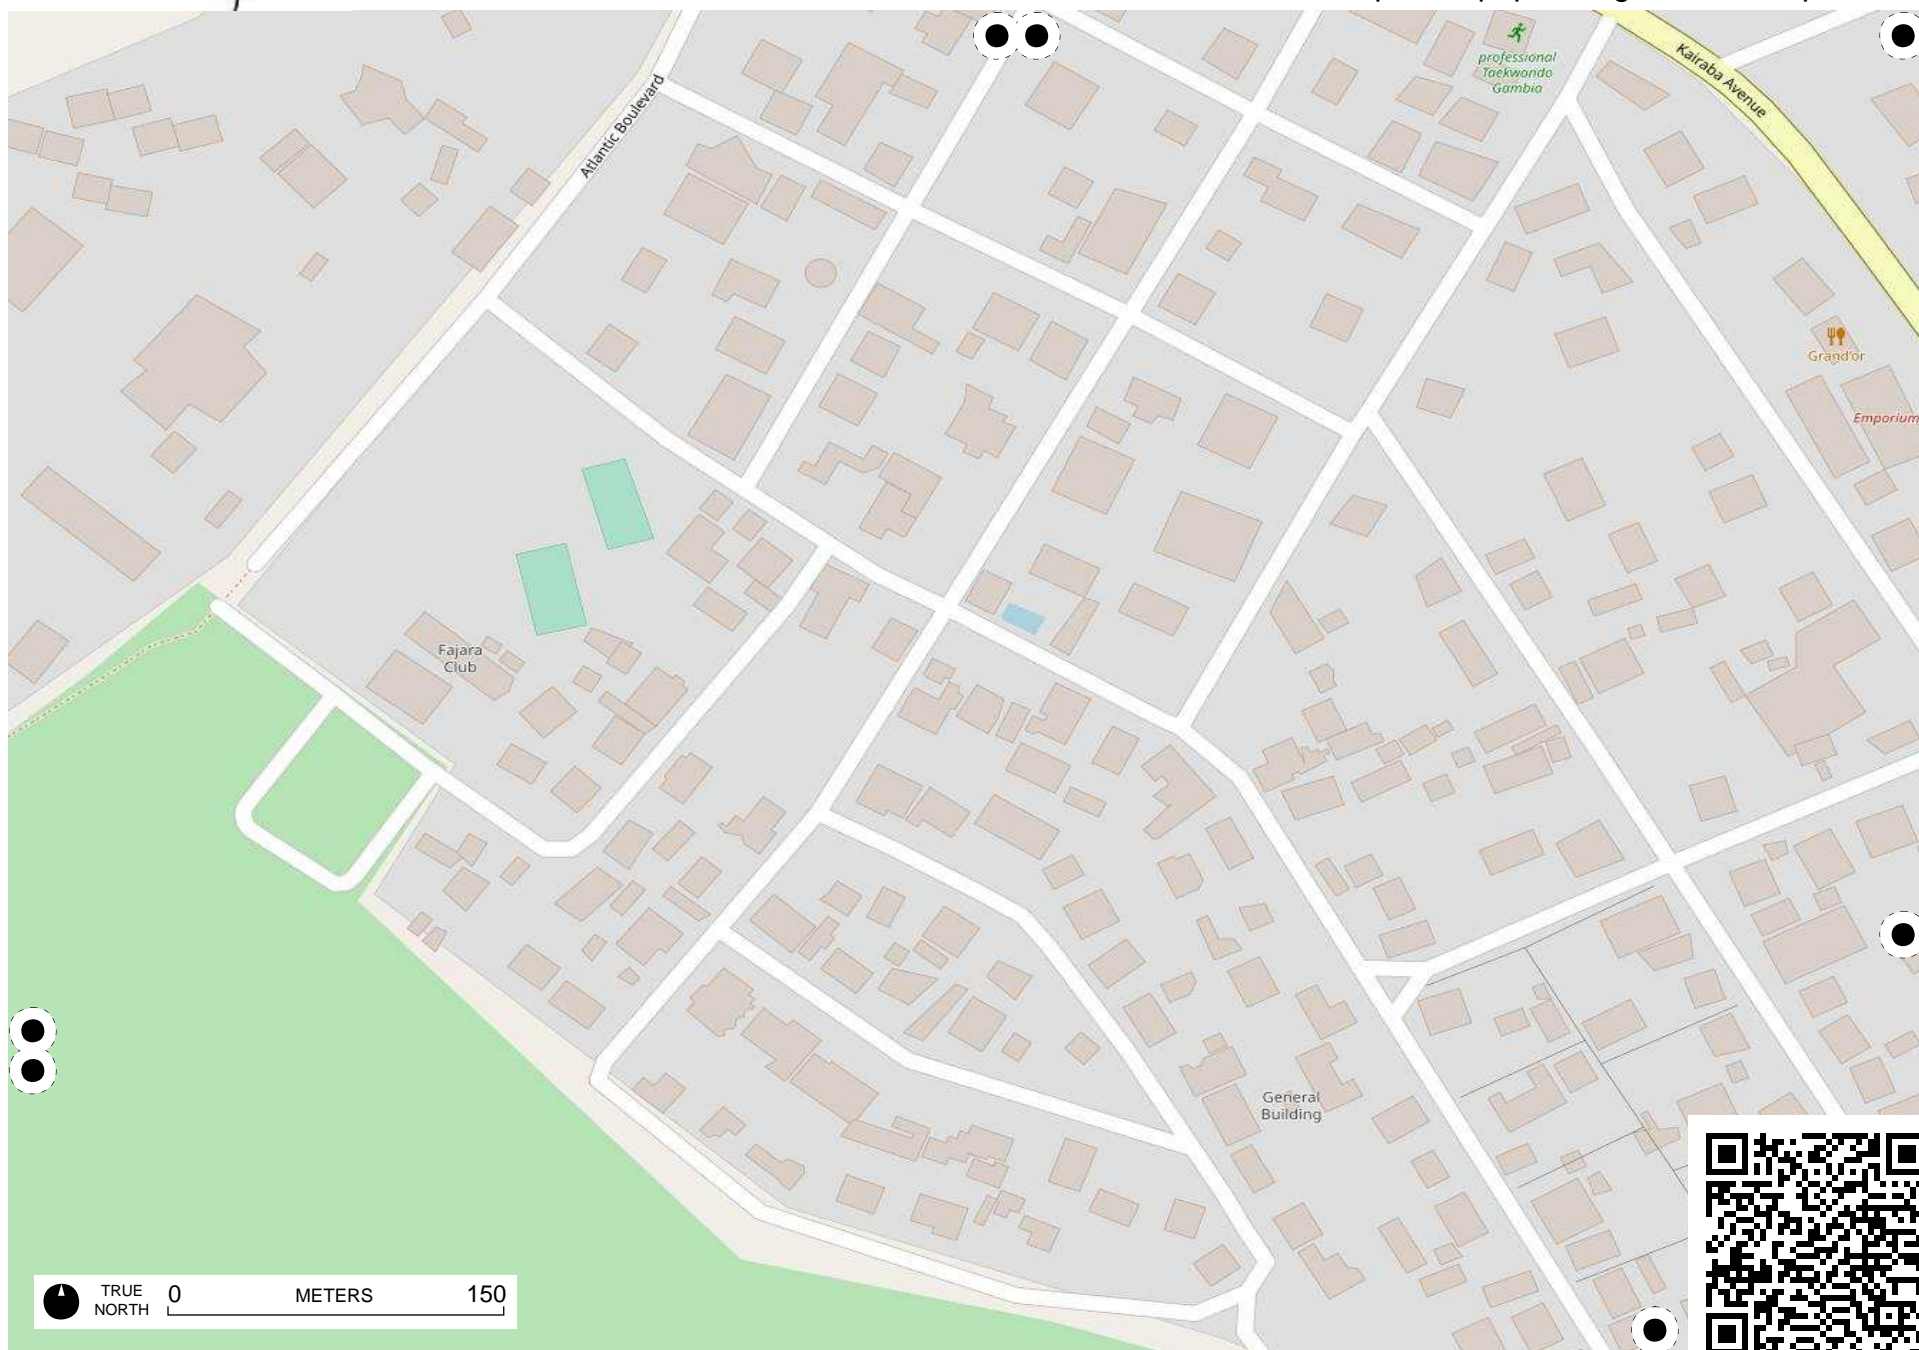 Kairaba Avenue
professional
Taekwondo
Gambia
Atlantic Boulevard
Grand'or
Emporium
Fajara
Club
General
Building
TRUE
NORTH
0
METERS
150